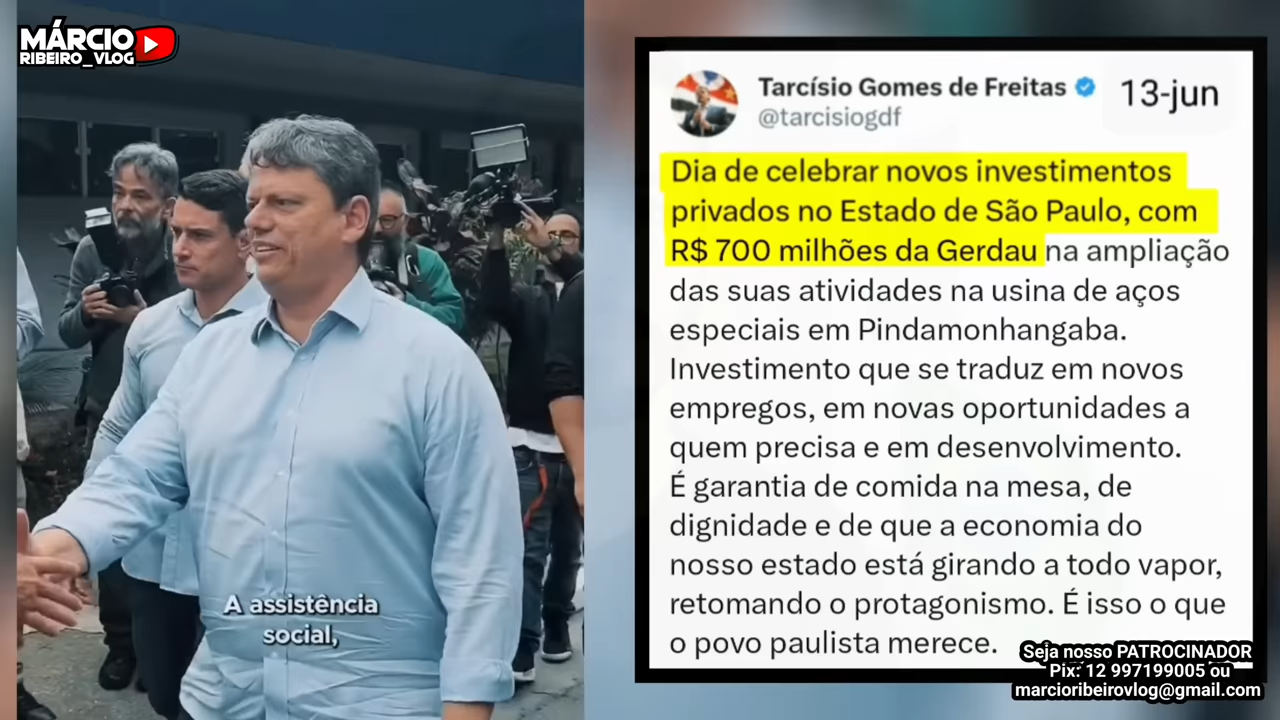 MÁRCIO
RIBEIRO_VLOG
A assistência
social,
Tarcísio Gomes de Freitas
@tarcisiogdf
13-jun
Dia de celebrar novos investimentos
privados no Estado de São Paulo, com
R$ 700 milhões da Gerdau na ampliação
das suas atividades na usina de aços
especiais em Pindamonhangaba.
Investimento que se traduz em novos
empregos, em novas oportunidades a
quem precisa e em desenvolvimento.
É garantia de comida na mesa, de
dignidade e de que a economia do
nosso estado está girando a todo vapor,
retomando o protagonismo. É isso o que
o povo paulista merece.
Seja nosso PATROCINADOR
Pix: 12 997199005 ou
marcioribeirovlog@gmail.com